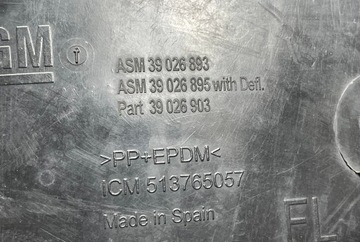 GM
ASM 39 026 893
ASM 39 026 895 with Defl.
Part 39 026 903
>PP+EPDM<
ICM 513765057
Made in Spain
FL